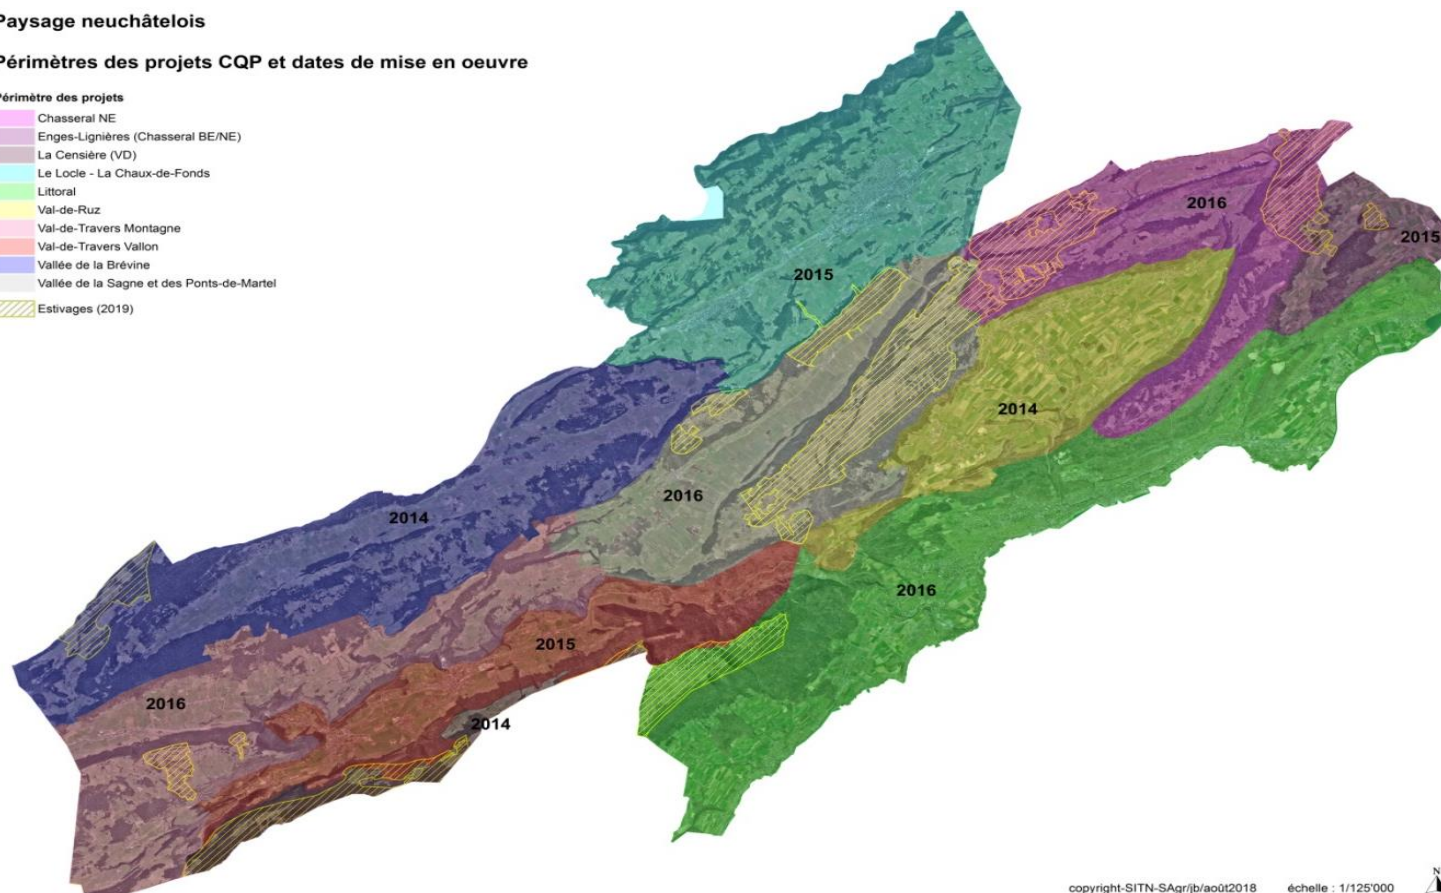 Paysage neuchâtelois
Périmètres des projets CQP et dates de mise en oeuvre
Périmètre des projets
Chasseral NE
Enges-Lignières (Chasseral BE/NE)
La Censière (VD)
Le Locle - La Chaux-de-Fonds
Littoral
Val-de-Ruz
Val-de-Travers Montagne
Val-de-Travers Vallon
Vallée de la Brévine
Vallée de la Sagne et des Ponts-de-Martel
Estivages (2019)
2016
2015
2015
2014
2016
2014
2016
2015
2016
2014
copyright-SITN-SAgr/jb/août2018 échelle : 1/125'000
N